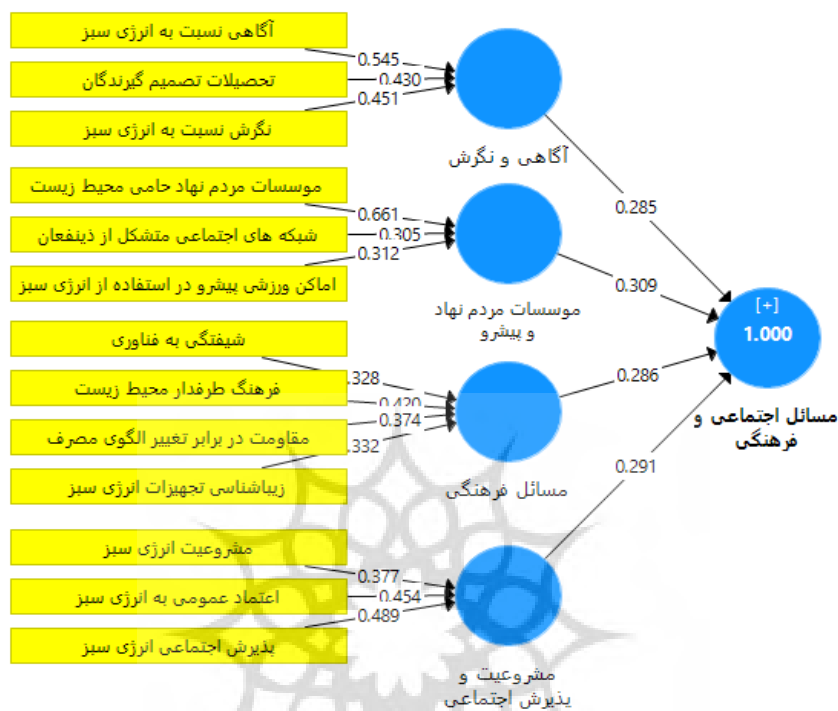 آگاهی نسبت به انرژی سبز
0.545
تحصیلات تصمیم گیرندگان
0.430
نگرش نسبت به انرژی سبز
0.451
آگاهی و نگرش
0.285
موسسات مردم نهاد حامی محیط زیست
0.661
شبکه های اجتماعی متشکل از ذینفعان
0.305
اماکن ورزشی پیشرو در استفاده از انرژی سبز
0.312
موسسات مردم نهاد
و پیشرو
0.309
شیفتگی به فناوری
.328
فرهنگ طرفدار محیط زیست
0.420
مقاومت در برابر تغییر الگوی مصرف
0.374
زیباشناسی تجهیزات انرژی سبز
.332
مسائل فرهنگی
0.286
مشروعیت انرژی سبز
0.377
اعتماد عمومی به انرژی سبز
0.454
پذیرش اجتماعی انرژی سبز
0.489
مشروعیت و
پذیرش اجتماعی
0.291
[+]
1.000
مسائل اجتماعی و
فرهنگی